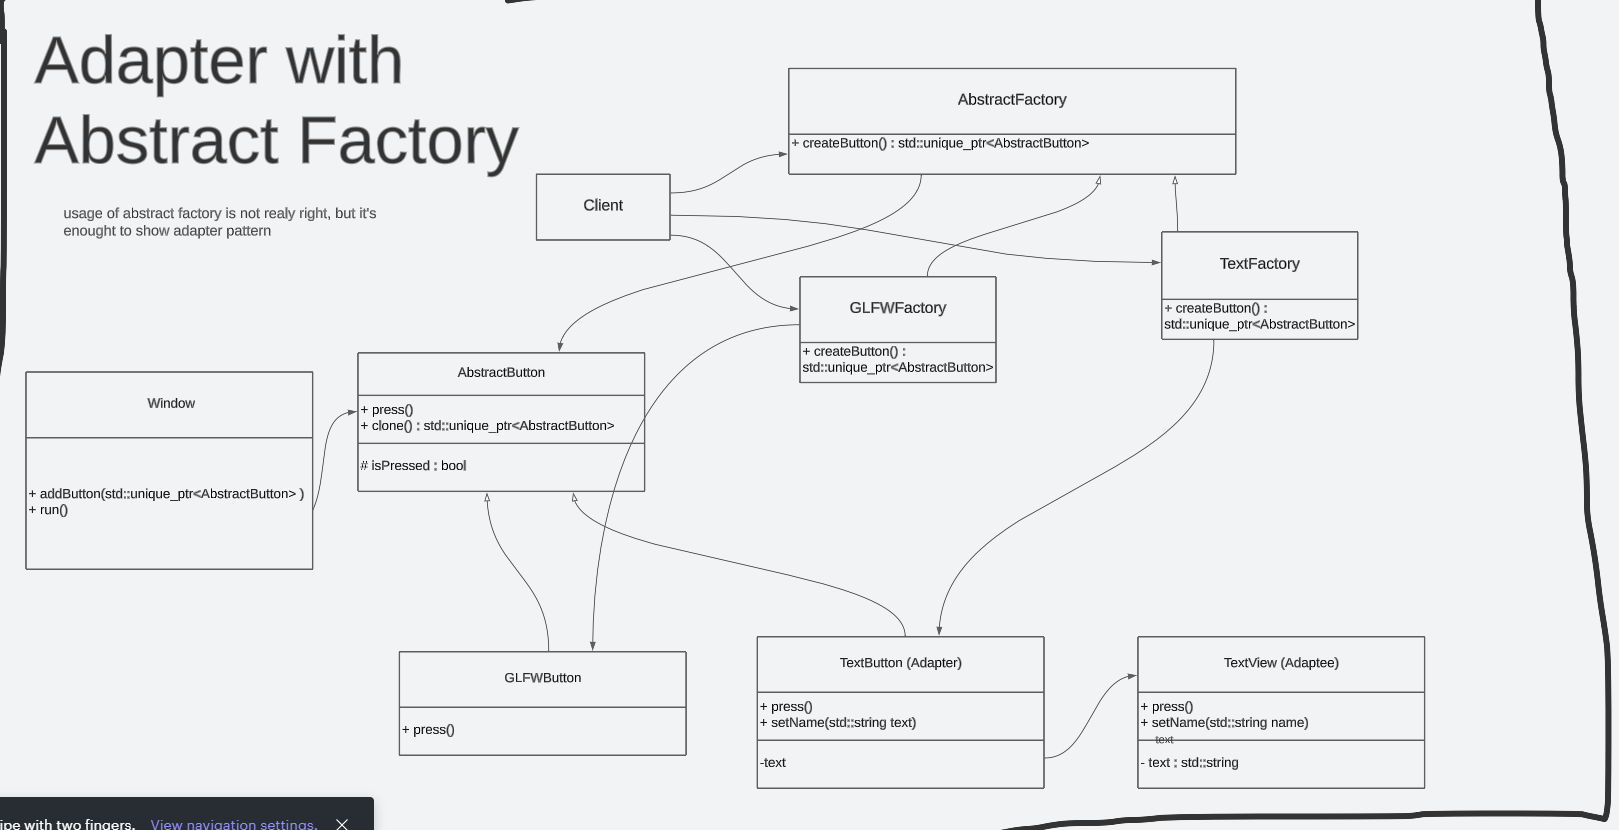 Adapter with
Abstract Factory
usage of abstract factory is not realy right, but it's
enought to show adapter pattern
AbstractFactory
+ createButton() : std::unique_ptr<AbstractButton>
Client
TextFactory
+ createButton() :
std::unique_ptr<AbstractButton>
GLFWFactory
+ createButton() :
std::unique_ptr<AbstractButton>
AbstractButton
+ press()
+ clone() : std::unique_ptr<AbstractButton>
# isPressed : bool
Window
+ addButton(std::unique_ptr<AbstractButton> )
+ run()
GLFWButton
+ press()
TextButton (Adapter)
+ press()
+ setName(std::string text)
-text
TextView (Adaptee)
+ press()
+ setName(std::string name)
text
- text : std::string
ipe with two fingers. View navigation settings.